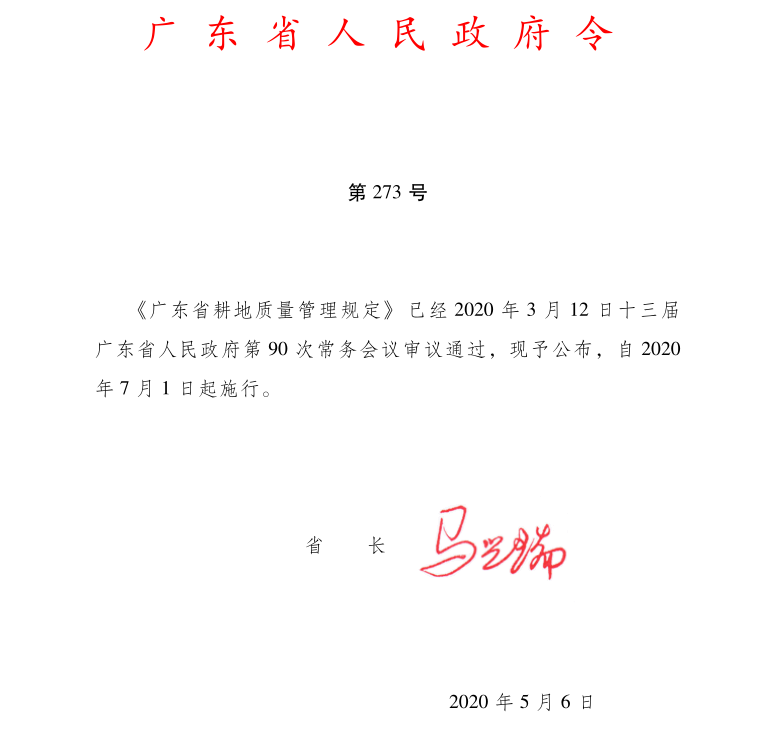 广东省人民政府令
第 273 号
《广东省耕地质量管理规定》已经 2020 年 3 月 12 日十三届
广东省人民政府第 90 次常务会议审议通过，现予公布，自 2020
年 7 月 1 日起施行。
省 长 马兴瑞
2020 年 5 月 6 日